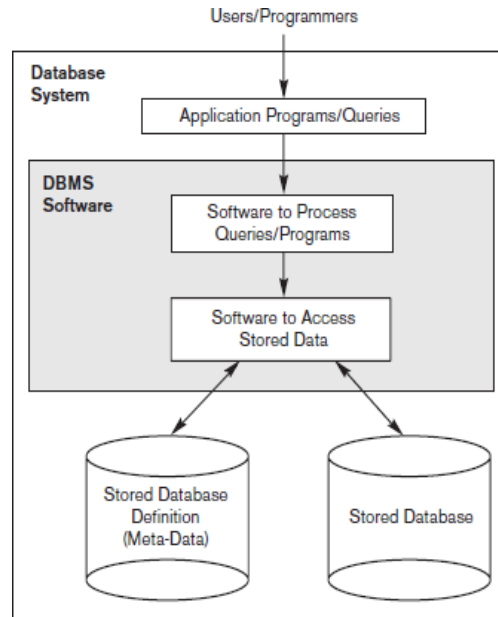 Users/Programmers
Database
System
Application Programs/Queries
DBMS
Software
Software to Process
Queries/Programs
Software to Access
Stored Data
Stored Database
Definition
(Meta-Data)
Stored Database